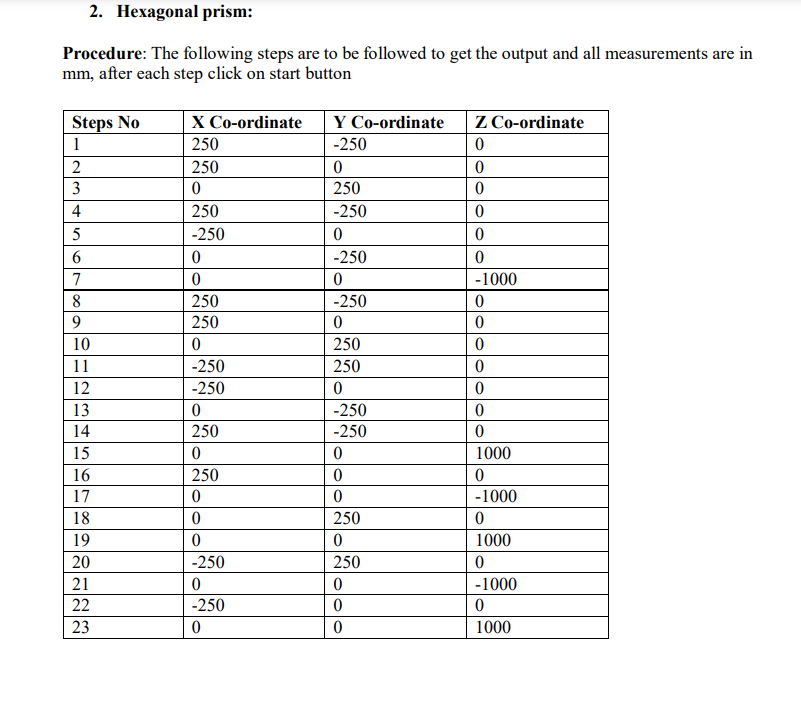 2. Hexagonal prism:
Procedure: The following steps are to be followed to get the output and all measurements are in
mm, after each step click on start button
Steps No X Co-ordinate Y Co-ordinate Z Co-ordinate
1 250 -250 0
2 250 0 0
3 0 250 0
4 250 -250 0
5 -250 0 0
6 0 -250 0
7 0 0 -1000
8 250 -250 0
9 250 0 0
10 0 250 0
11 -250 250 0
12 -250 0 0
13 0 -250 0
14 250 -250 0
15 0 0 1000
16 250 0 0
17 0 0 -1000
18 0 250 0
19 0 0 1000
20 -250 250 0
21 0 0 -1000
22 -250 0 0
23 0 0 1000